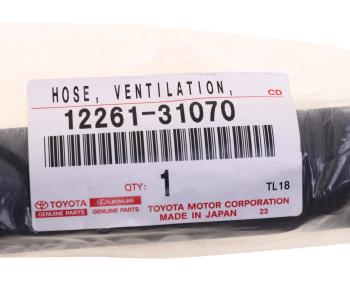 HOSE, VENTILATION,
CD
12261-31070
QTY: 1
TL18
TOYOTA
GENUINE PARTS
LEXUS
GENUINE PARTS
TOYOTA MOTOR CORPORATION
MADE IN JAPAN 23